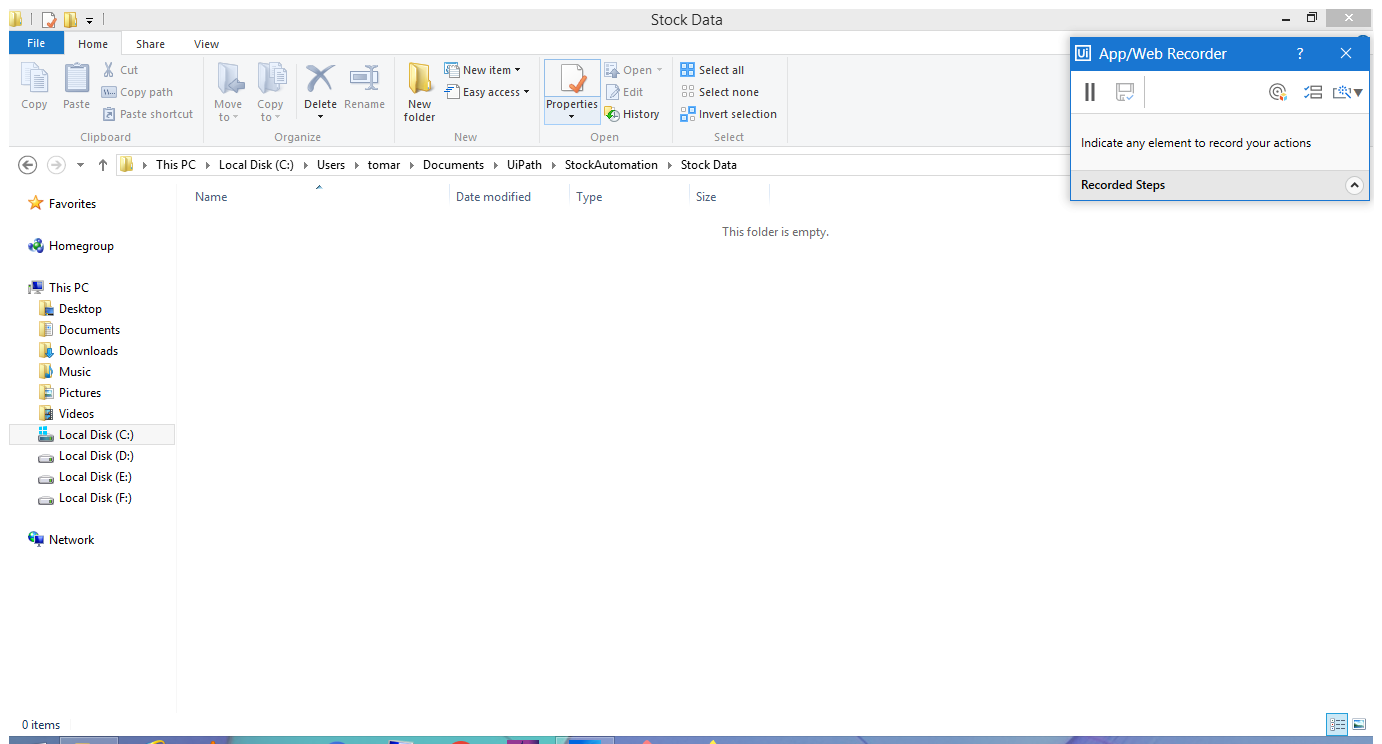 Stock Data
File Home Share View
Ui App/Web Recorder ?
Copy Paste Cut Copy path Paste shortcut
Clipboard
Move to Copy to Delete Rename
Organize
New folder New item Easy access
New
Properties Open Edit History
Open
Select all Select none Invert selection
Select
Indicate any element to record your actions
Recorded Steps
This PC Local Disk (C:) Users tomar Documents UiPath StockAutomation Stock Data
Name Date modified Type Size
This folder is empty.
Favorites
Homegroup
This PC
Desktop
Documents
Downloads
Music
Pictures
Videos
Local Disk (C:)
Local Disk (D:)
Local Disk (E:)
Local Disk (F:)
Network
0 items